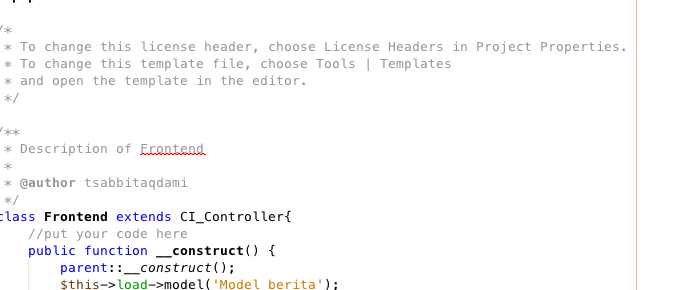 /*
 * To change this license header, choose License Headers in Project Properties.
 * To change this template file, choose Tools | Templates
 * and open the template in the editor.
 */
/**
 * Description of Frontend
 *
 * @author tsabbitaqdami
 */
class Frontend extends CI_Controller{
    //put your code here
    public function __construct() {
        parent::__construct();
        $this->load->model('Model_berita');